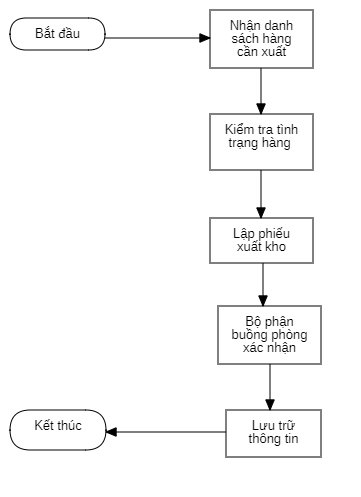 Bắt đầu
Nhận danh
sách hàng
cần xuất
Kiểm tra tình
trạng hàng
Lập phiếu
xuất kho
Bộ phận
buồng phòng
xác nhận
Lưu trữ
thông tin
Kết thúc